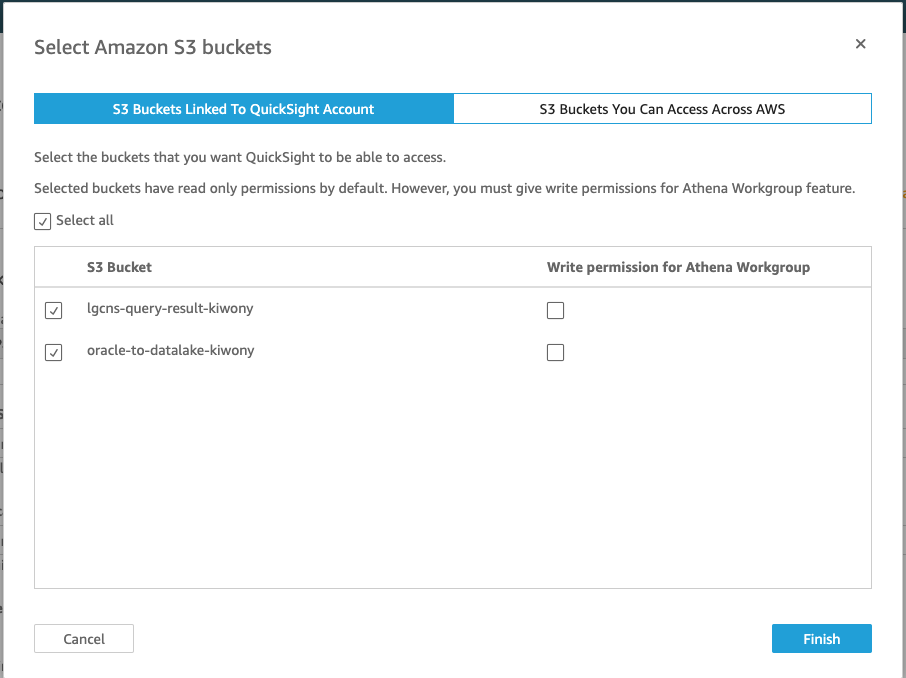 Select Amazon S3 buckets
S3 Buckets Linked To QuickSight Account
S3 Buckets You Can Access Across AWS
Select the buckets that you want QuickSight to be able to access.
Selected buckets have read only permissions by default. However, you must give write permissions for Athena Workgroup feature.
Select all
S3 Bucket
Write permission for Athena Workgroup
lgcns-query-result-kiwony
oracle-to-datalake-kiwony
Cancel
Finish